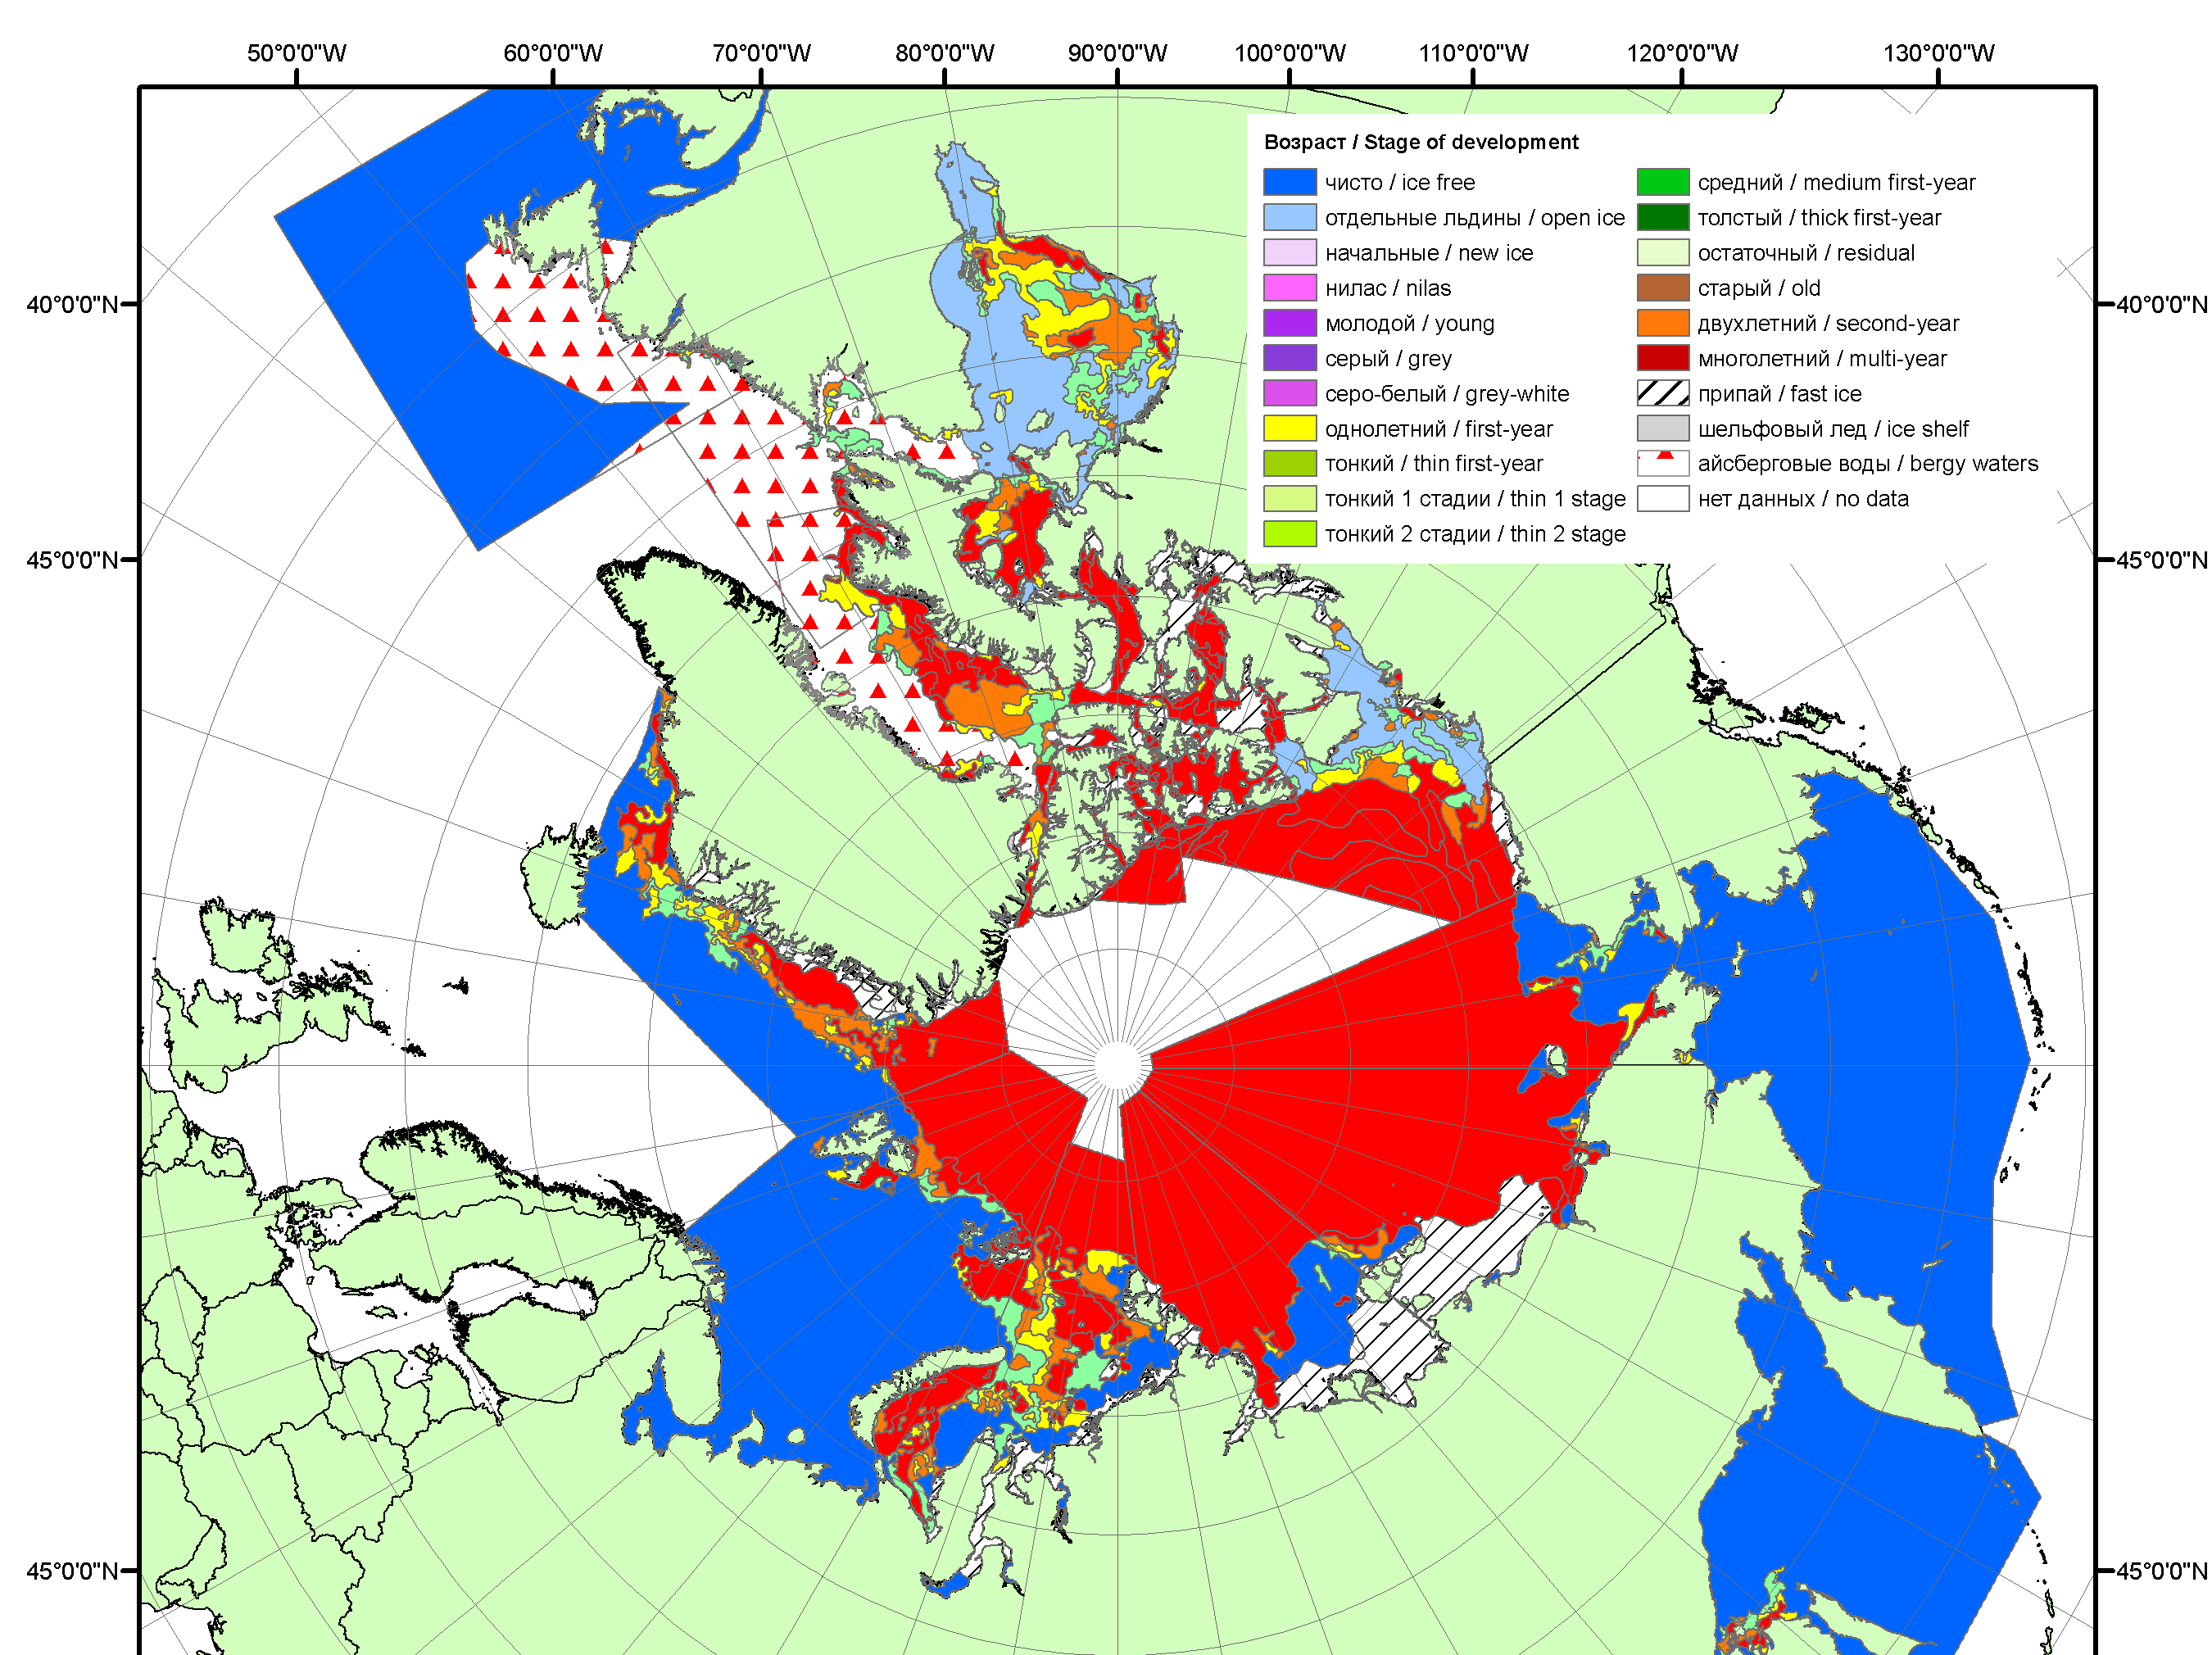 50°0'0"W 60°0'0"W 70°0'0"W 80°0'0"W 90°0'0"W 100°0'0"W 110°0'0"W 120°0'0"W 130°0'0"W
Возраст / Stage of development
чисто / ice free
отдельные льдины / open ice
начальные / new ice
нилас / nilas
молодой / young
серый / grey
серо-белый / grey-white
однолетний / first-year
тонкий / thin first-year
тонкий 1 стадии / thin 1 stage
тонкий 2 стадии / thin 2 stage
средний / medium first-year
толстый / thick first-year
остаточный / residual
старый / old
двухлетний / second-year
многолетний / multi-year
припай / fast ice
шельфовый лед / ice shelf
айсберговые воды / bergy waters
нет данных / no data
40°0'0"N 40°0'0"N
45°0'0"N 45°0'0"N
45°0'0"N 45°0'0"N